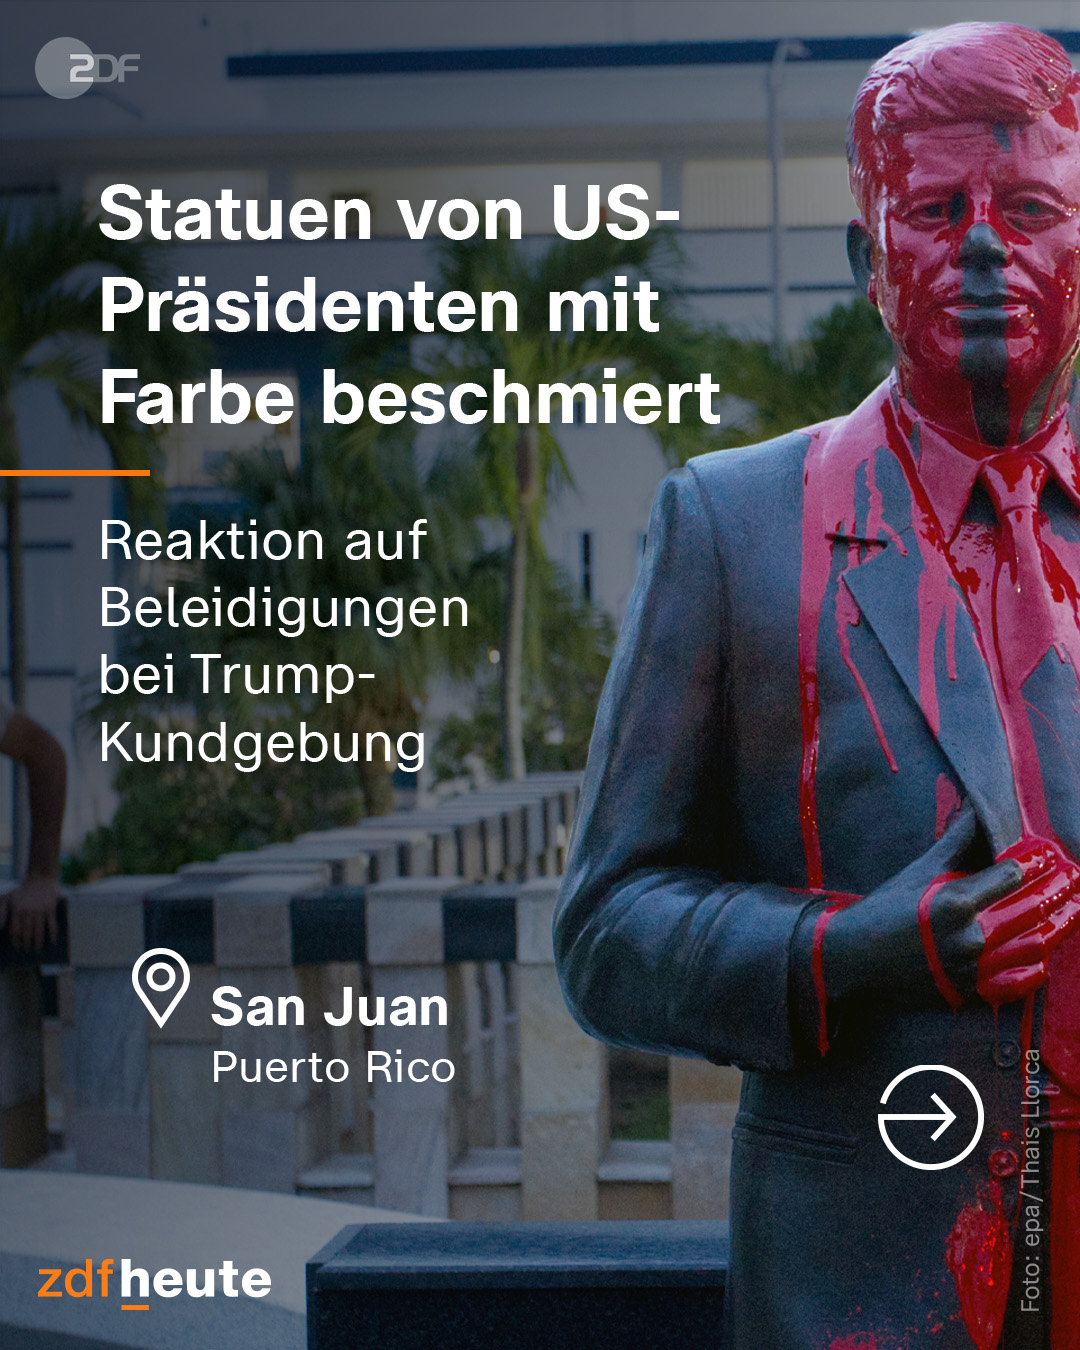 ZDF
Statuen von US-
Präsidenten mit
Farbe beschmiert
Reaktion auf
Beleidigungen
bei Trump-
Kundgebung
San Juan
Puerto Rico
Foto: epa/Thais Llorca
zdfheute